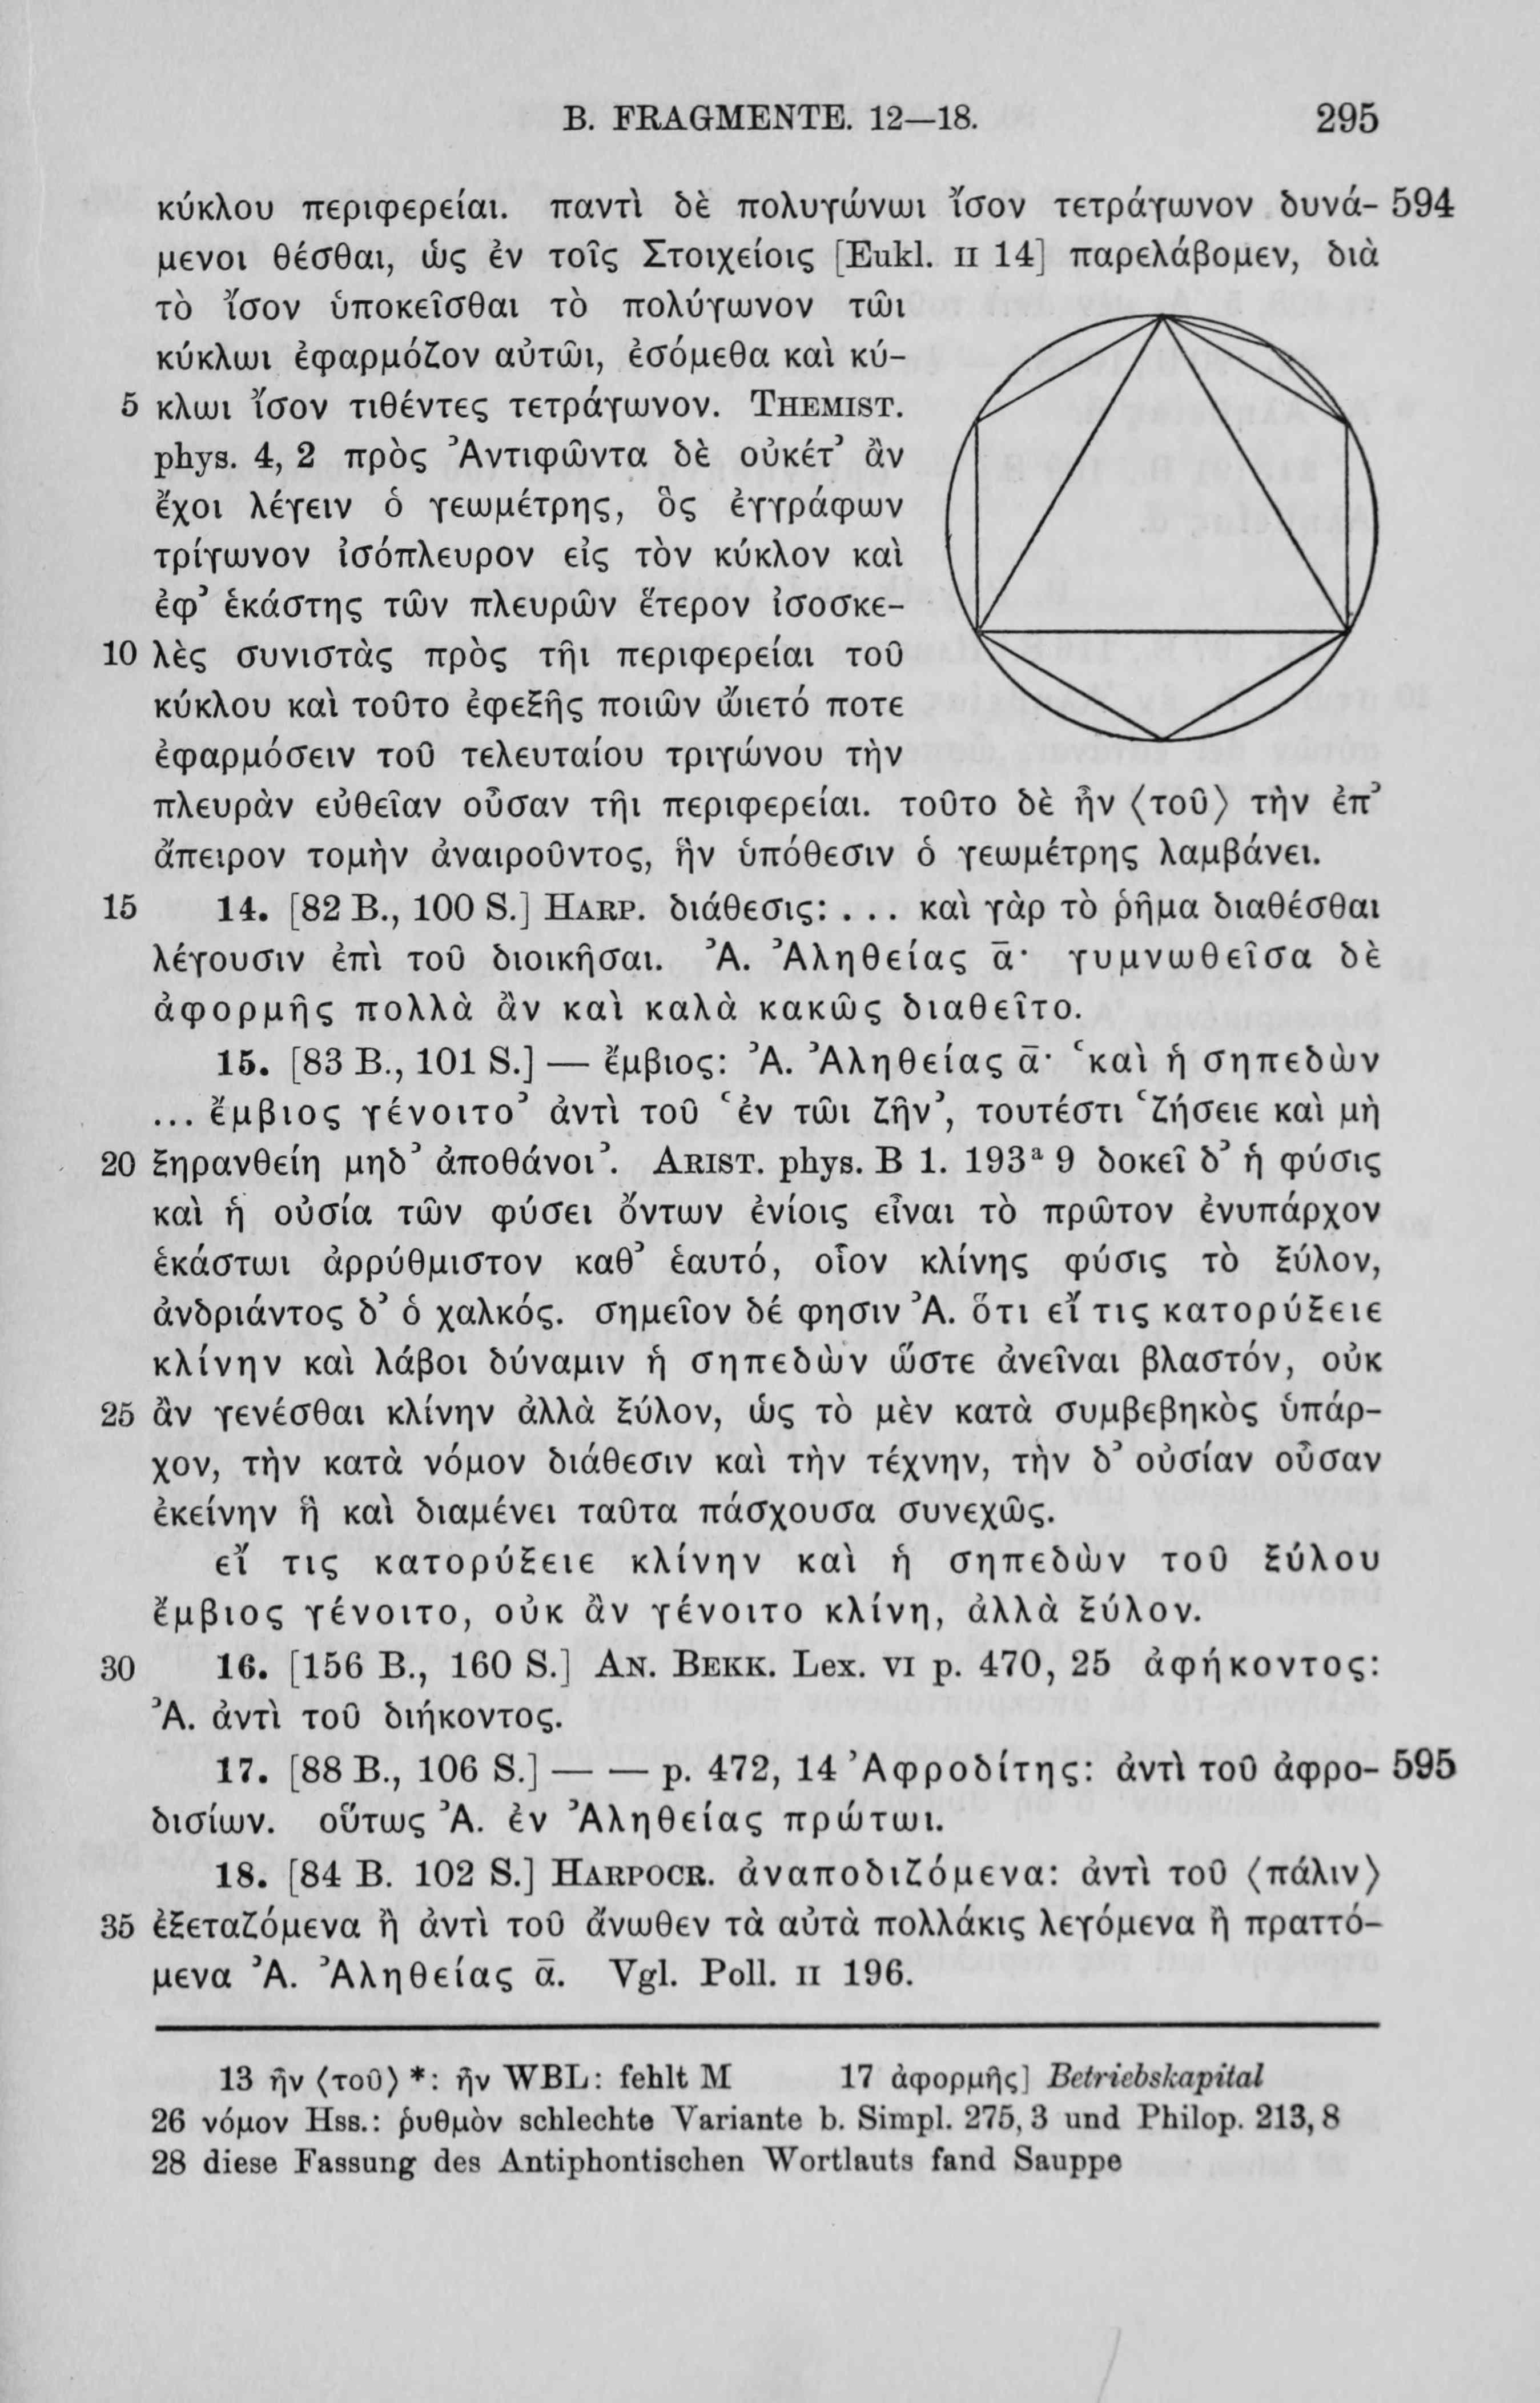 B. FRAGMENTE. 12—18. 295
κύκλου περιφερείαι. παντὶ δὲ πολυγώνωι ἴσον τετράγωνον δυνά- 594
μενοι θέσθαι, ὡς ἐν τοῖς Στοιχείοις [Eukl. II 14] παρελάβομεν, διὰ
τὸ ἴσον ὑποκεῖσθαι τὸ πολύγωνον τῶι
κύκλωι ἐφαρμόζον αὐτῶι, ἐσόμεθα καὶ κύ-
5 κλωι ἴσον τιθέντες τετράγωνον. THEMIST.
phys. 4, 2 πρὸς Ἀντιφῶντα δὲ οὐκέτ’ ἂν
ἔχοι λέγειν ὁ γεωμέτρης, ὃς ἐγγράφων
τρίγωνον ἰσόπλευρον εἰς τὸν κύκλον καὶ
ἐφ’ ἑκάστης τῶν πλευρῶν ἕτερον ἰσοσκε-
10 λὲς συνιστὰς πρὸς τῆι περιφερείαι τοῦ
κύκλου καὶ τοῦτο ἐφεξῆς ποιῶν ὤιετό ποτε
ἐφαρμόσειν τοῦ τελευταίου τριγώνου τὴν
πλευρὰν εὐθεῖαν οὖσαν τῆι περιφερείαι. τοῦτο δὲ ἦν ⟨τοῦ⟩ τὴν ἐπ’
ἄπειρον τομὴν ἀναιροῦντος, ἣν ὑπόθεσιν ὁ γεωμέτρης λαμβάνει.
15 14. [82 B., 100 S.] HARP. διάθεσις: . . . καὶ γὰρ τὸ ῥῆμα διαθέσθαι
λέγουσιν ἐπὶ τοῦ διοικῆσαι. Ἀ. Ἀληθείας ᾱ· γυμνωθεῖσα δὲ
ἀφορμῆς πολλὰ ἂν καὶ καλὰ κακῶς διαθεῖτο.
15. [83 B., 101 S.] — ἔμβιος: Ἀ. Ἀληθείας ᾱ· ‘καὶ ἡ σηπεδὼν
... ἔμβιος γένοιτο’ ἀντὶ τοῦ ‘ἐν τῶι ζῆν’, τουτέστι ‘ζήσειε καὶ μὴ
20 ξηρανθείη μηδ’ ἀποθάνοι’. ARIST. phys. B 1. 193ᵃ 9 δοκεῖ δ’ ἡ φύσις
καὶ ἡ οὐσία τῶν φύσει ὄντων ἐνίοις εἶναι τὸ πρῶτον ἐνυπάρχον
ἑκάστωι ἀρρύθμιστον καθ’ ἑαυτό, οἷον κλίνης φύσις τὸ ξύλον,
ἀνδριάντος δ’ ὁ χαλκός. σημεῖον δέ φησιν Ἀ. ὅτι εἴ τις κατορύξειε
κλίνην καὶ λάβοι δύναμιν ἡ σηπεδὼν ὥστε ἀνεῖναι βλαστόν, οὐκ
25 ἂν γενέσθαι κλίνην ἀλλὰ ξύλον, ὡς τὸ μὲν κατὰ συμβεβηκὸς ὑπάρ-
χον, τὴν κατὰ νόμον διάθεσιν καὶ τὴν τέχνην, τὴν δ’ οὐσίαν οὖσαν
ἐκείνην ἣ καὶ διαμένει ταῦτα πάσχουσα συνεχῶς.
εἴ τις κατορύξειε κλίνην καὶ ἡ σηπεδὼν τοῦ ξύλου
ἔμβιος γένοιτο, οὐκ ἂν γένοιτο κλίνη, ἀλλὰ ξύλον.
30 16. [156 B., 160 S.] AN. BEKK. Lex. VI p. 470, 25 ἀφήκοντος:
Ἀ. ἀντὶ τοῦ διήκοντος.
17. [88 B., 106 S.] — — p. 472, 14 Ἀφροδίτης: ἀντὶ τοῦ ἀφρο- 595
δισίων. οὕτως Ἀ. ἐν Ἀληθείας πρώτωι.
18. [84 B. 102 S.] HARPOCR. ἀναποδιζόμενα: ἀντὶ τοῦ ⟨πάλιν⟩
35 ἐξεταζόμενα ἢ ἀντὶ τοῦ ἄνωθεν τὰ αὐτὰ πολλάκις λεγόμενα ἢ πραττό-
μενα Ἀ. Ἀληθείας ᾱ. Vgl. Poll. II 196.
13 ἦν ⟨τοῦ⟩ *: ἦν WBL: fehlt M 17 ἀφορμῆς] Betriebskapital
26 νόμον Hss.: ῥυθμὸν schlechte Variante b. Simpl. 275, 3 und Philop. 213, 8
28 diese Fassung des Antiphontischen Wortlauts fand Sauppe